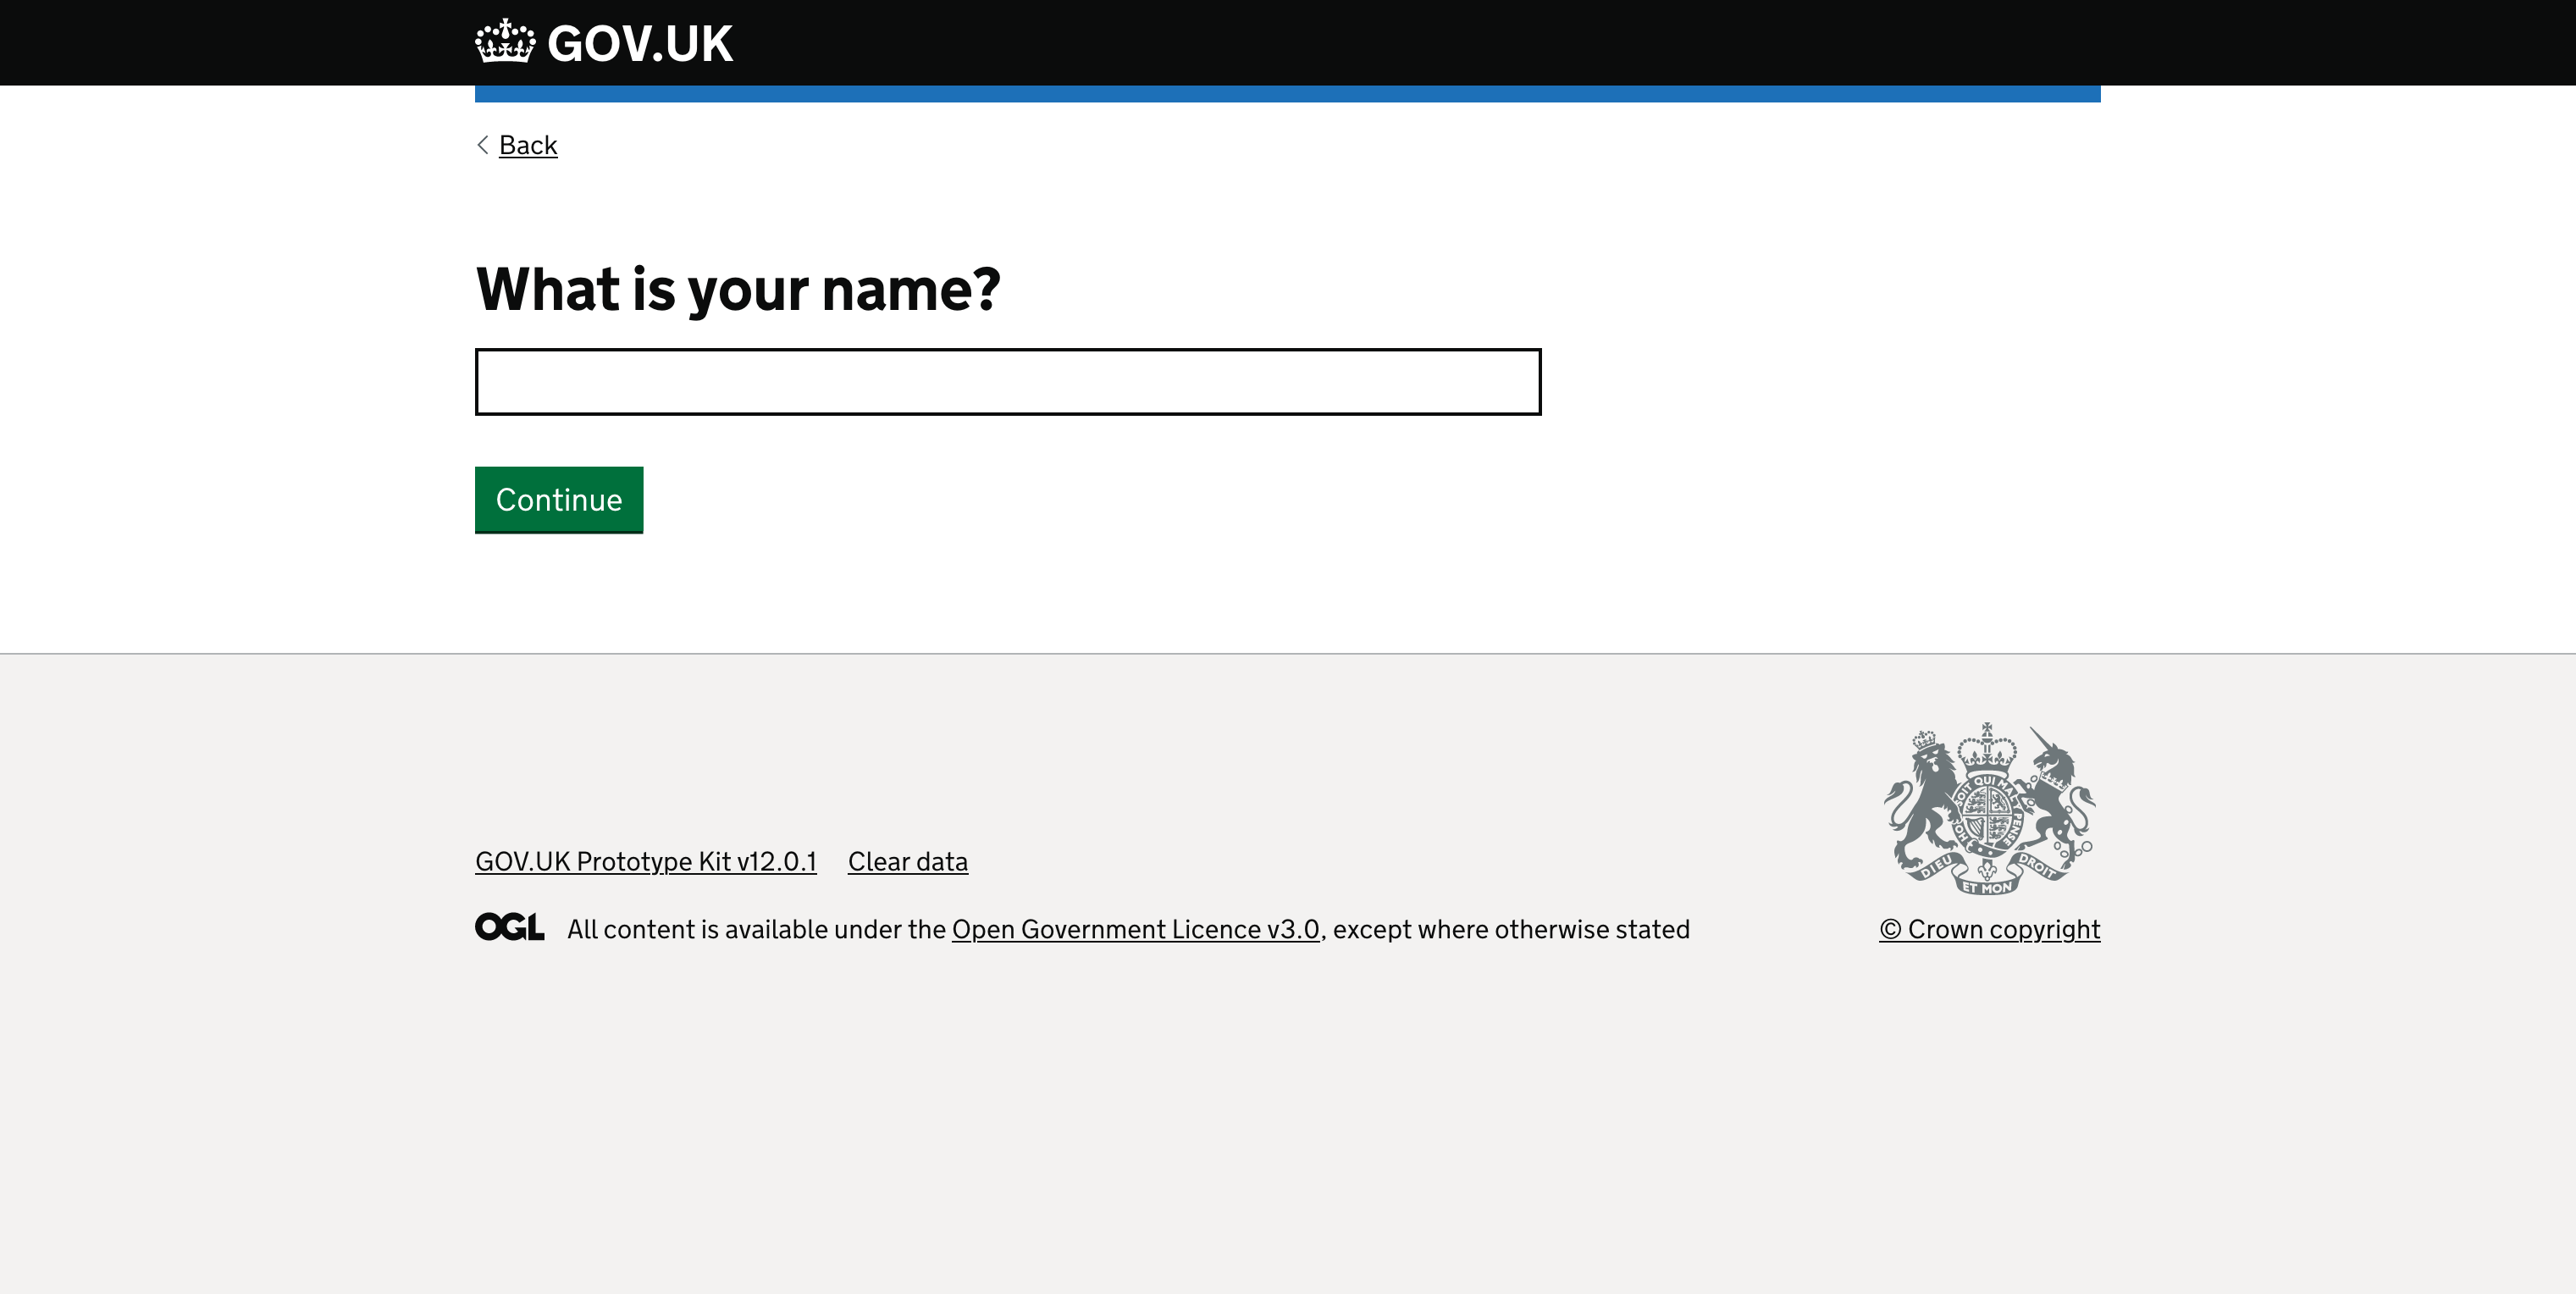 GOV.UK
Back
What is your name?
Continue
GOV.UK Prototype Kit v12.0.1 Clear data
OGL All content is available under the Open Government Licence v3.0, except where otherwise stated
SOIT QUI MAL Y PENSE HONI
DIEU ET MON DROIT
© Crown copyright